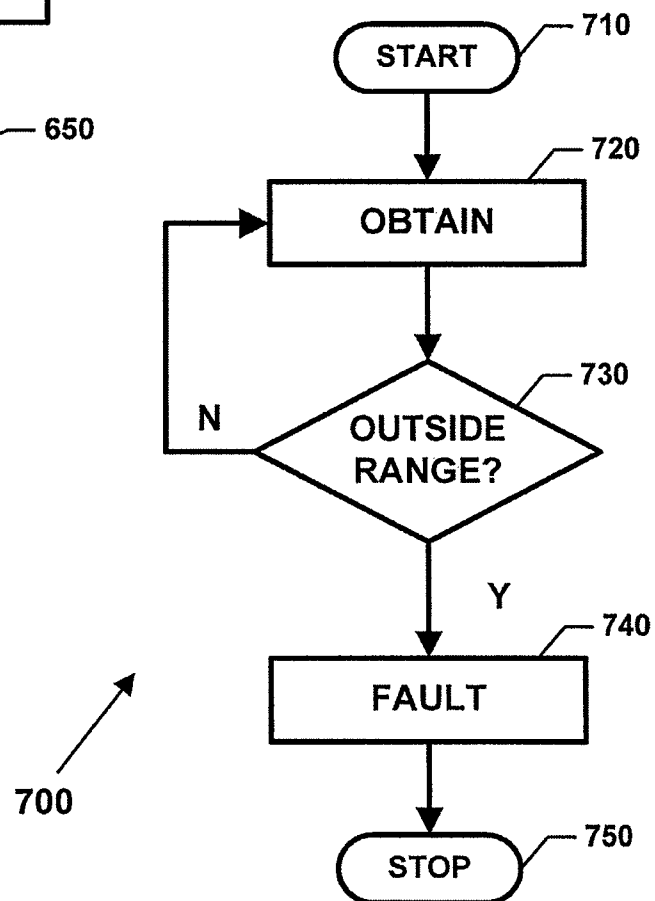 710
START
650
720
OBTAIN
730
N
OUTSIDE
RANGE?
Y
740
FAULT
700
750
STOP